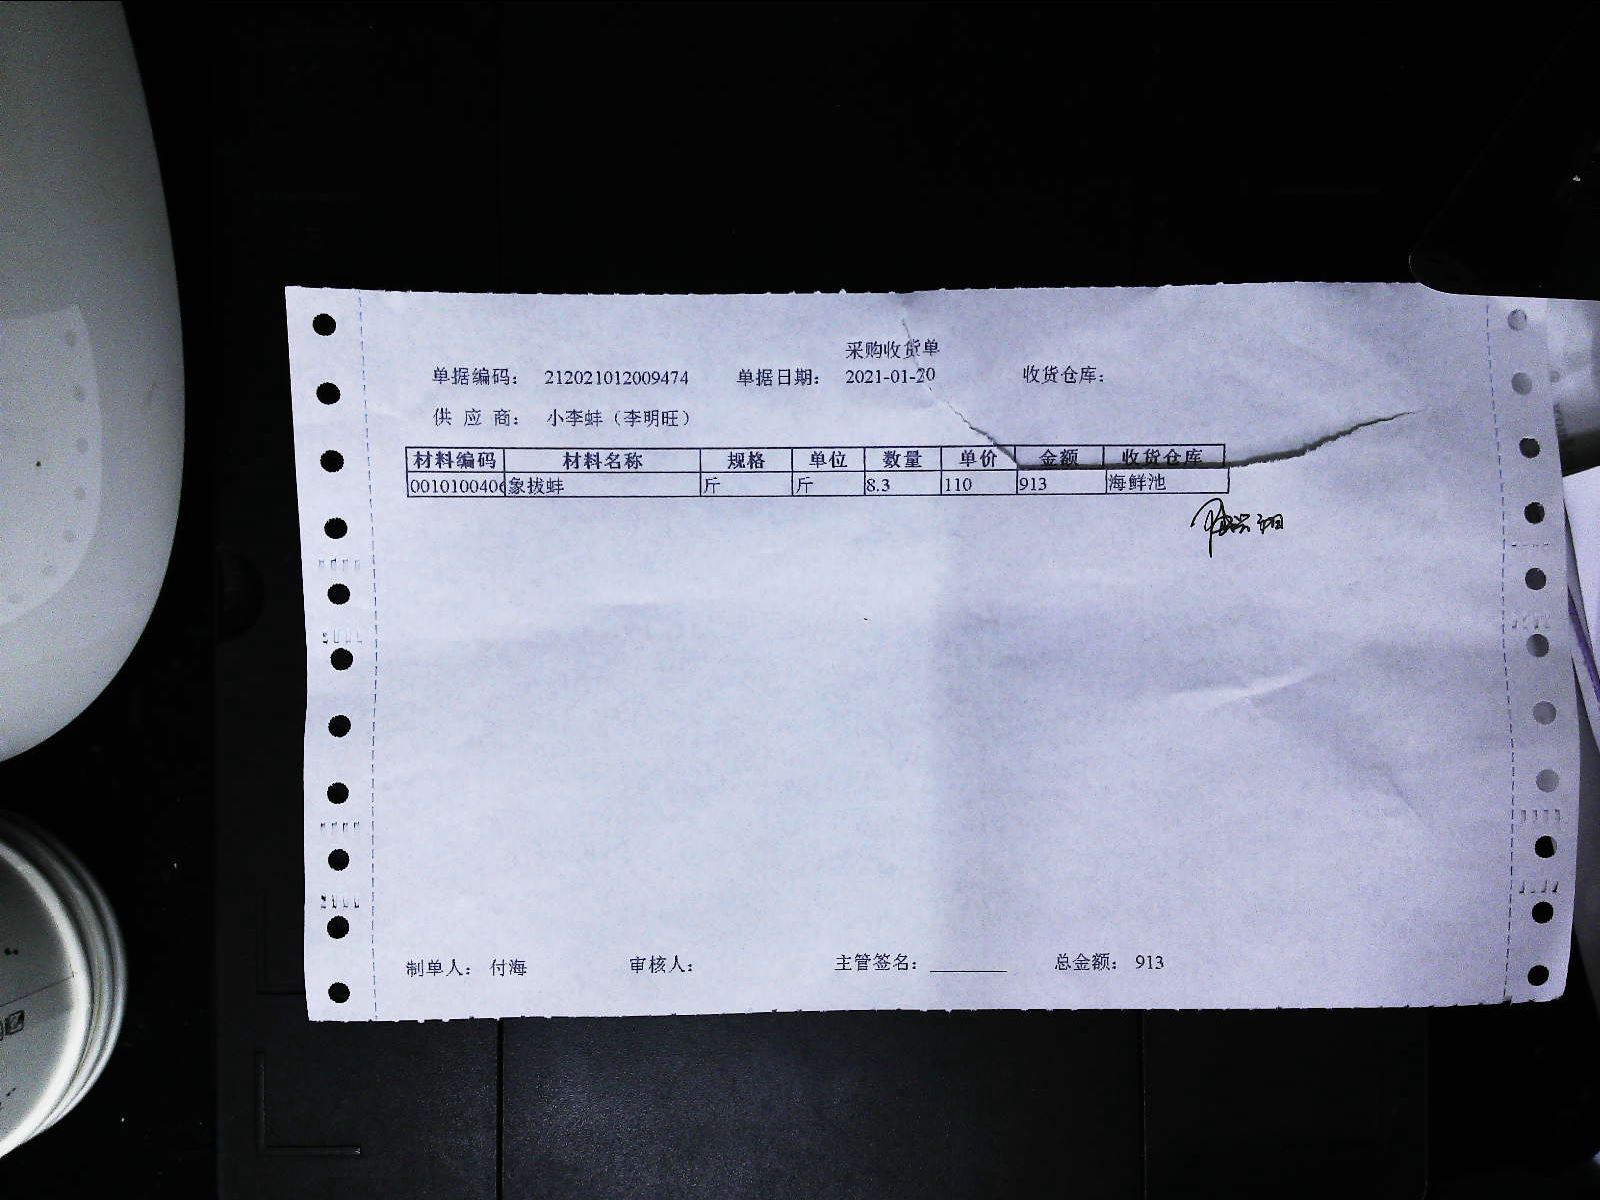 采购收货单
单据编码： 212021012009474 单据日期： 2021-01-20 收货仓库：
供 应 商： 小李蚌（李明旺）
材料编码 材料名称 规格 单位 数量 单价 金额 收货仓库
0010100406 象拔蚌 斤 斤 8.3 110 913 海鲜池
制单人： 付海 审核人： 主管签名： 总金额： 913